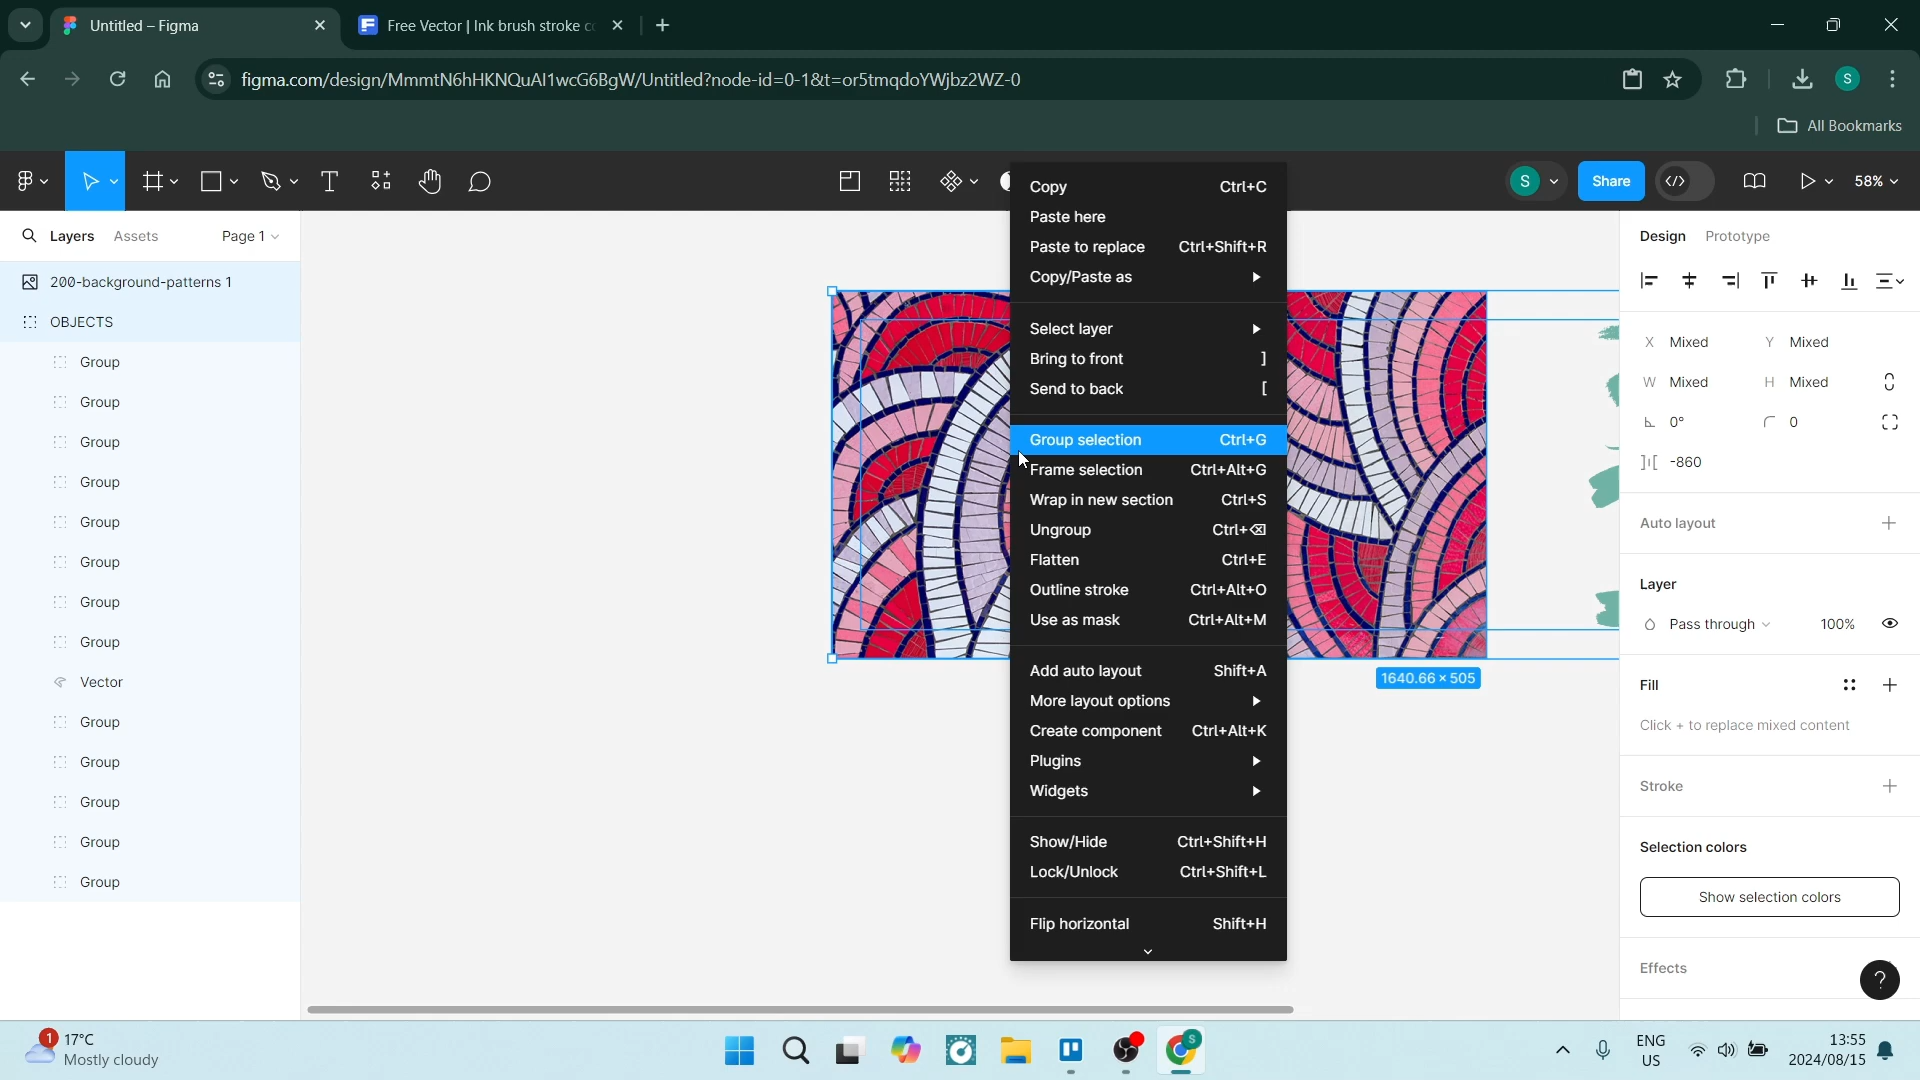 Untitled – Figma
Free Vector | Ink brush stroke co
figma.com/design/MmmtN6hHKNQuAI1wcG6BgW/Untitled?node-id=0-1&t=or5tmqdoYWjbz2WZ-0
S
All Bookmarks
S
Share
58%
Layers
Assets
Page 1
200-background-patterns 1
OBJECTS
Group
Group
Group
Group
Group
Group
Group
Group
Vector
Group
Group
Group
Group
Group
Copy Ctrl+C
Paste here
Paste to replace Ctrl+Shift+R
Copy/Paste as
Select layer
Bring to front ]
Send to back [
Group selection Ctrl+G
Frame selection Ctrl+Alt+G
Wrap in new section Ctrl+S
Ungroup Ctrl+⌫
Flatten Ctrl+E
Outline stroke Ctrl+Alt+O
Use as mask Ctrl+Alt+M
Add auto layout Shift+A
More layout options
Create component Ctrl+Alt+K
Plugins
Widgets
Show/Hide Ctrl+Shift+H
Lock/Unlock Ctrl+Shift+L
Flip horizontal Shift+H
1640.66 × 505
Design Prototype
X Mixed Y Mixed
W Mixed H Mixed
0° 0
-860
Auto layout
Layer
Pass through 100%
Fill
Click + to replace mixed content
Stroke
Selection colors
Show selection colors
Effects
?
1
17°C
Mostly cloudy
S
ENG
US
13:55
2024/08/15